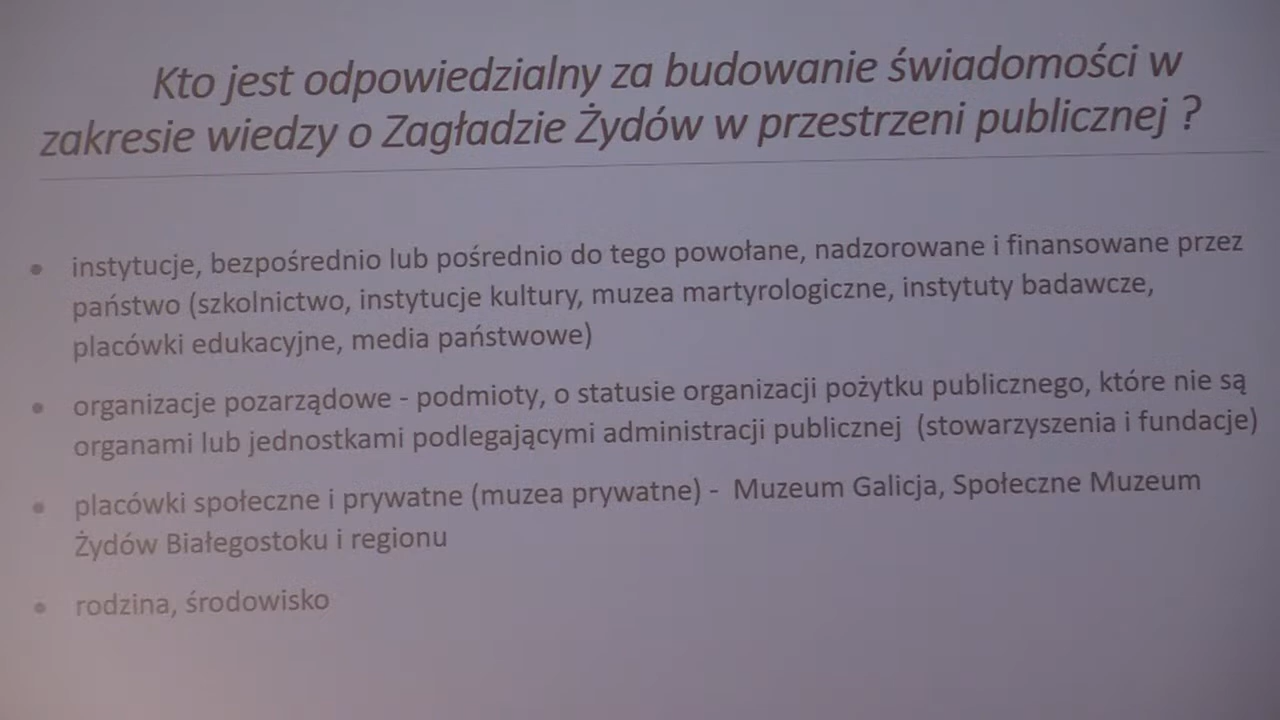 Kto jest odpowiedzialny za budowanie świadomości w
zakresie wiedzy o Zagładzie Żydów w przestrzeni publicznej ?
• instytucje, bezpośrednio lub pośrednio do tego powołane, nadzorowane i finansowane przez
państwo (szkolnictwo, instytucje kultury, muzea martyrologiczne, instytuty badawcze,
placówki edukacyjne, media państwowe)
• organizacje pozarządowe - podmioty, o statusie organizacji pożytku publicznego, które nie są
organami lub jednostkami podlegającymi administracji publicznej (stowarzyszenia i fundacje)
• placówki społeczne i prywatne (muzea prywatne) - Muzeum Galicja, Społeczne Muzeum
Żydów Białegostoku i regionu
• rodzina, środowisko